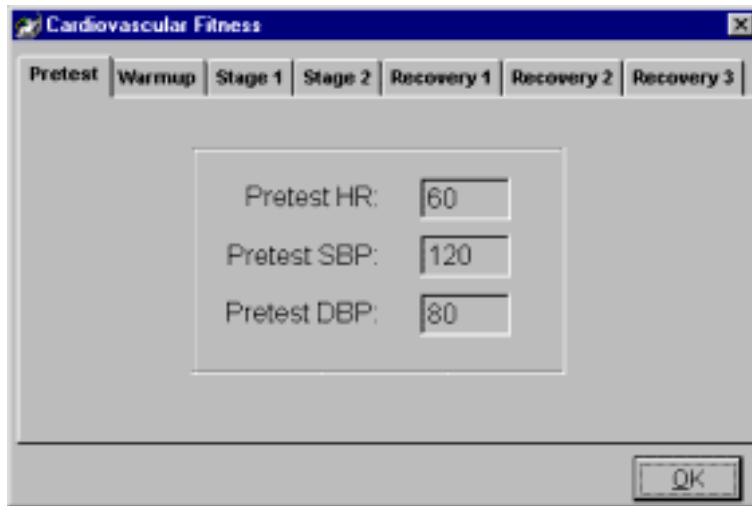 Cardiovascular Fitness
Pretest Warmup Stage 1 Stage 2 Recovery 1 Recovery 2 Recovery 3
Pretest HR: 60
Pretest SBP: 120
Pretest DBP: 80
OK